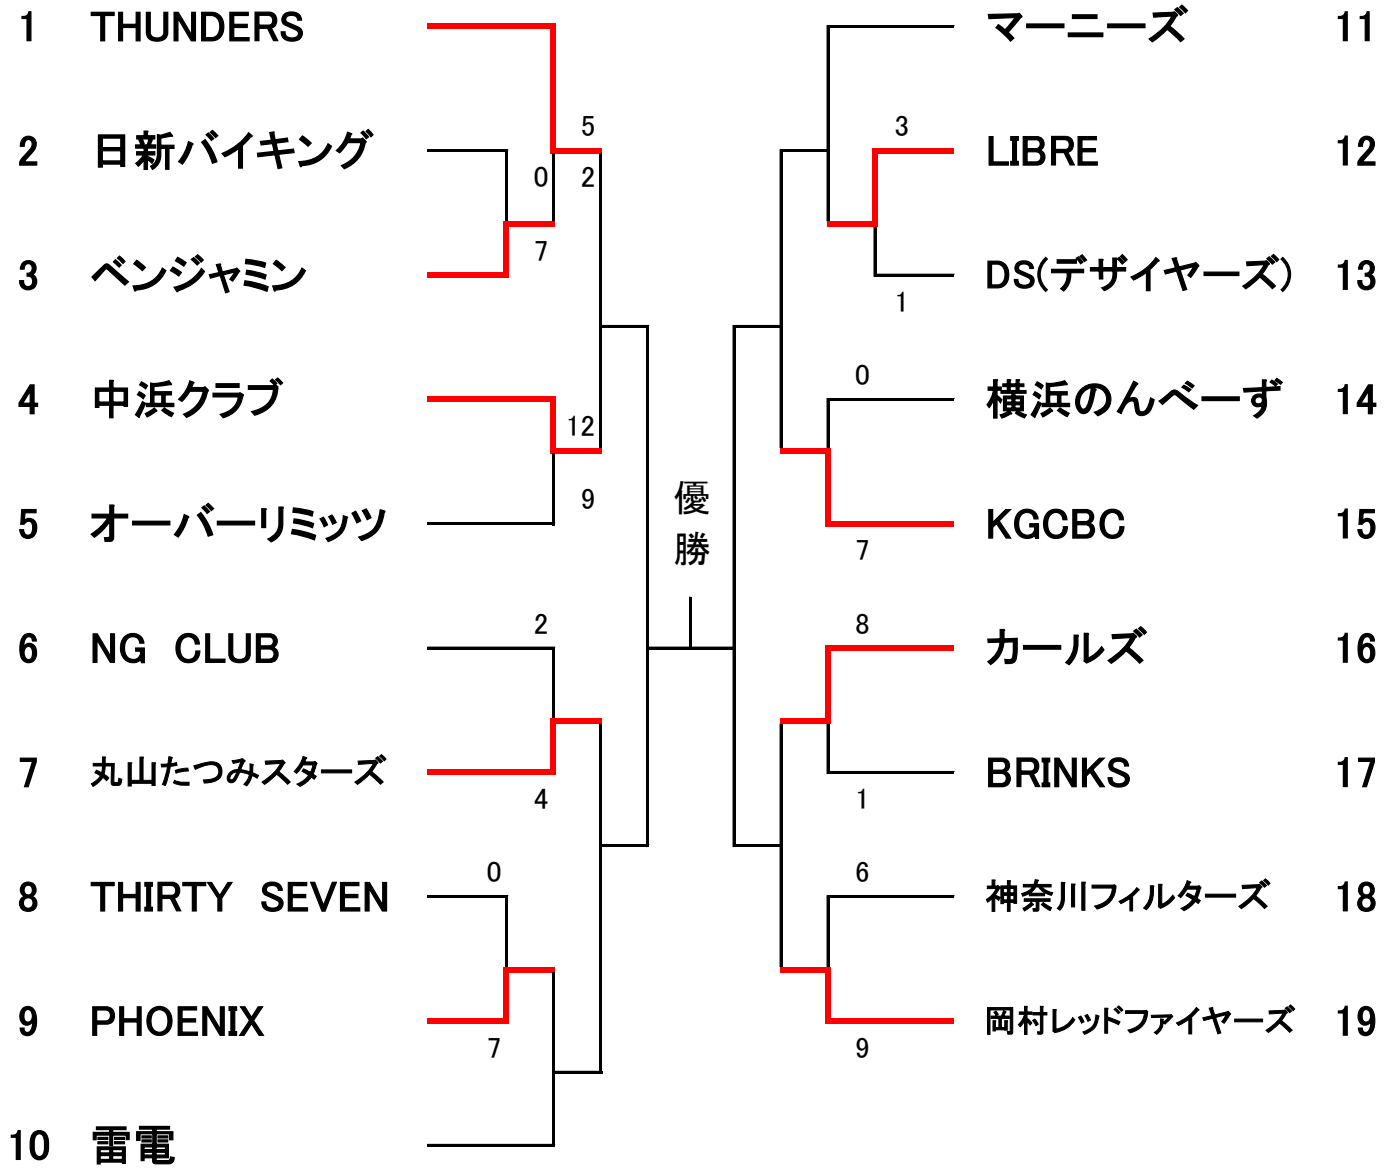 1 THUNDERS
5
2 日新バイキング
0 2
7
3 ベンジャミン
4 中浜クラブ
12
9
5 オーバーリミッツ
2
6 NG CLUB
7 丸山たつみスターズ
4
0
8 THIRTY SEVEN
9 PHOENIX
7
10 雷電
優
勝
マーニーズ 11
3
LIBRE 12
DS(デザイヤーズ) 13
1
0
横浜のんべーず 14
KGCBC 15
7
8
カールズ 16
BRINKS 17
1
6
神奈川フィルターズ 18
岡村レッドファイヤーズ 19
9